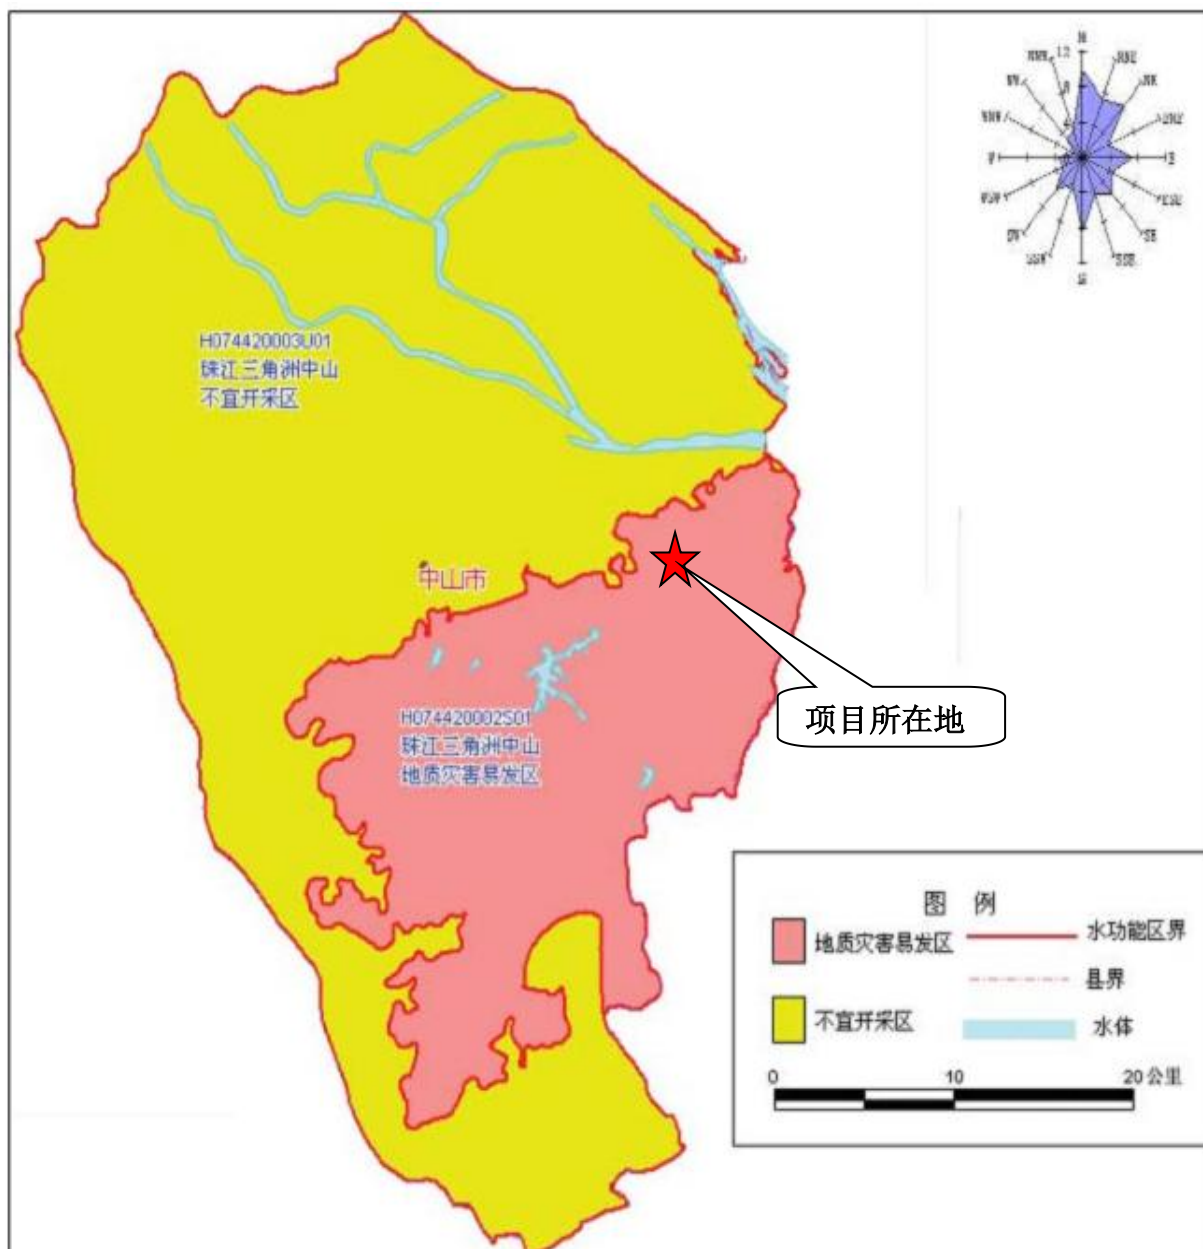 N
12
8
4
E
S
H074420003U01
珠江三角洲中山
不宜开采区
中山市
H074420002S01
珠江三角洲中山
地质灾害易发区
项目所在地
图 例
地质灾害易发区
水功能区界
县界
不宜开采区
水体
0 10 20 公里